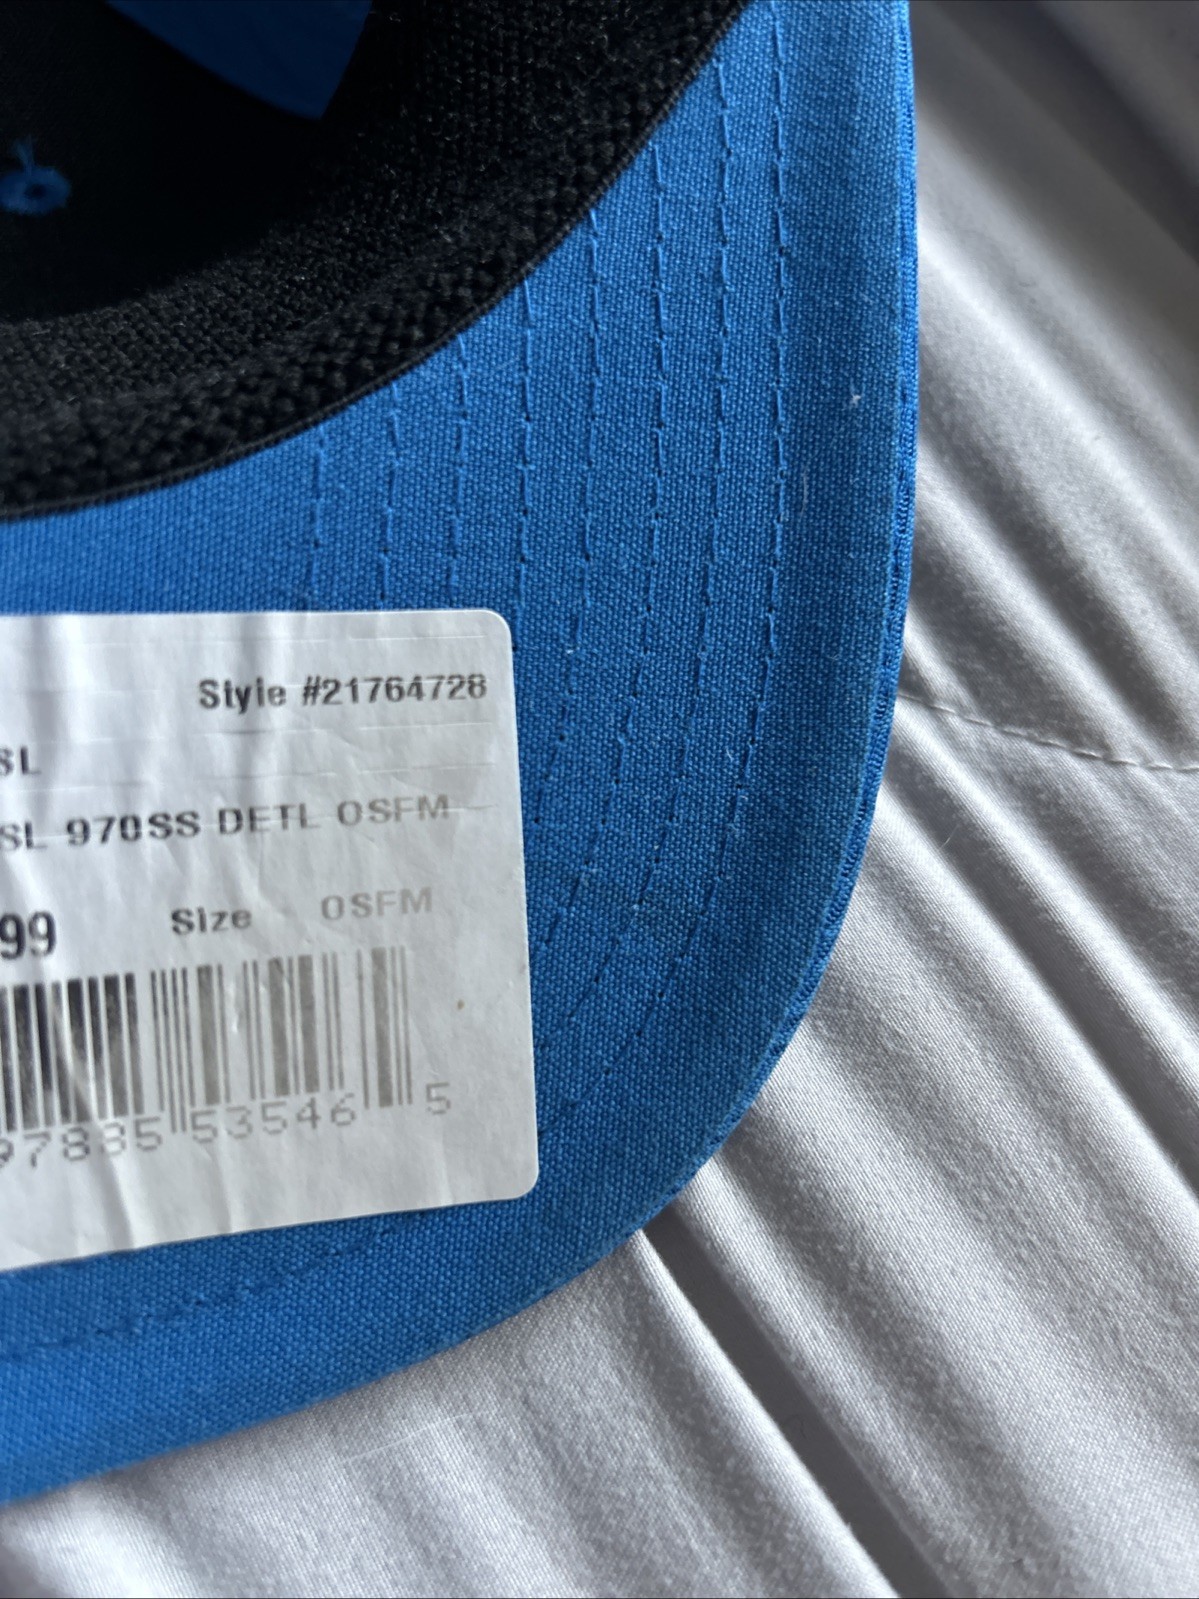 Style #21764728
SL
SL 970SS DETL OSFM
99 Size OSFM
97885 53546 5